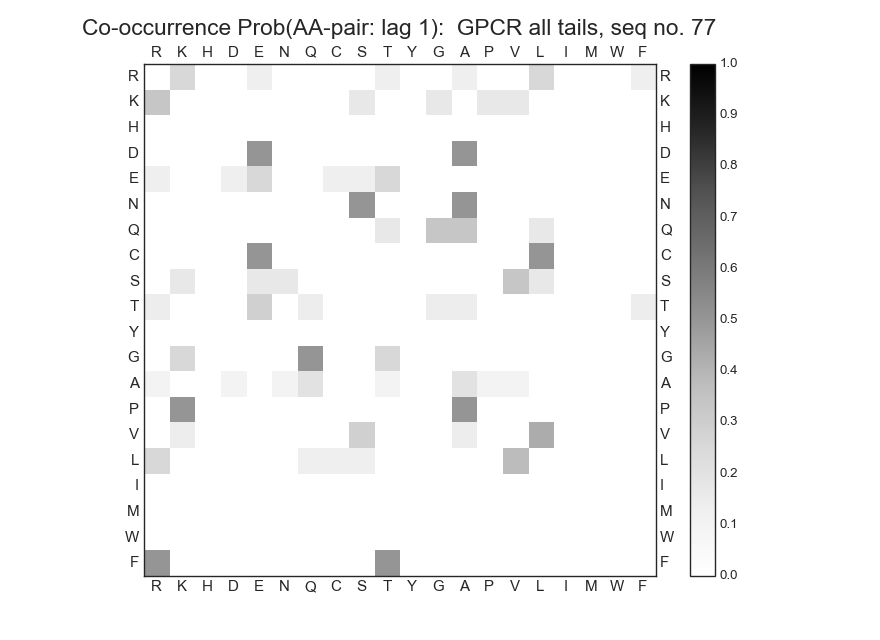 Co-occurrence Prob(AA-pair: lag 1):  GPCR all tails, seq no. 77
R K H D E N Q C S T Y G A P V L I M W F
R R 1.0
K K 0.9
H H
D D 0.8
E E
N N 0.7
Q Q 0.6
C C
S S
T T 0.5
Y Y
G G 0.4
A A
P P 0.3
V V
L L 0.2
I I
M M 0.1
W W
F F 0.0
R K H D E N Q C S T Y G A P V L I M W F